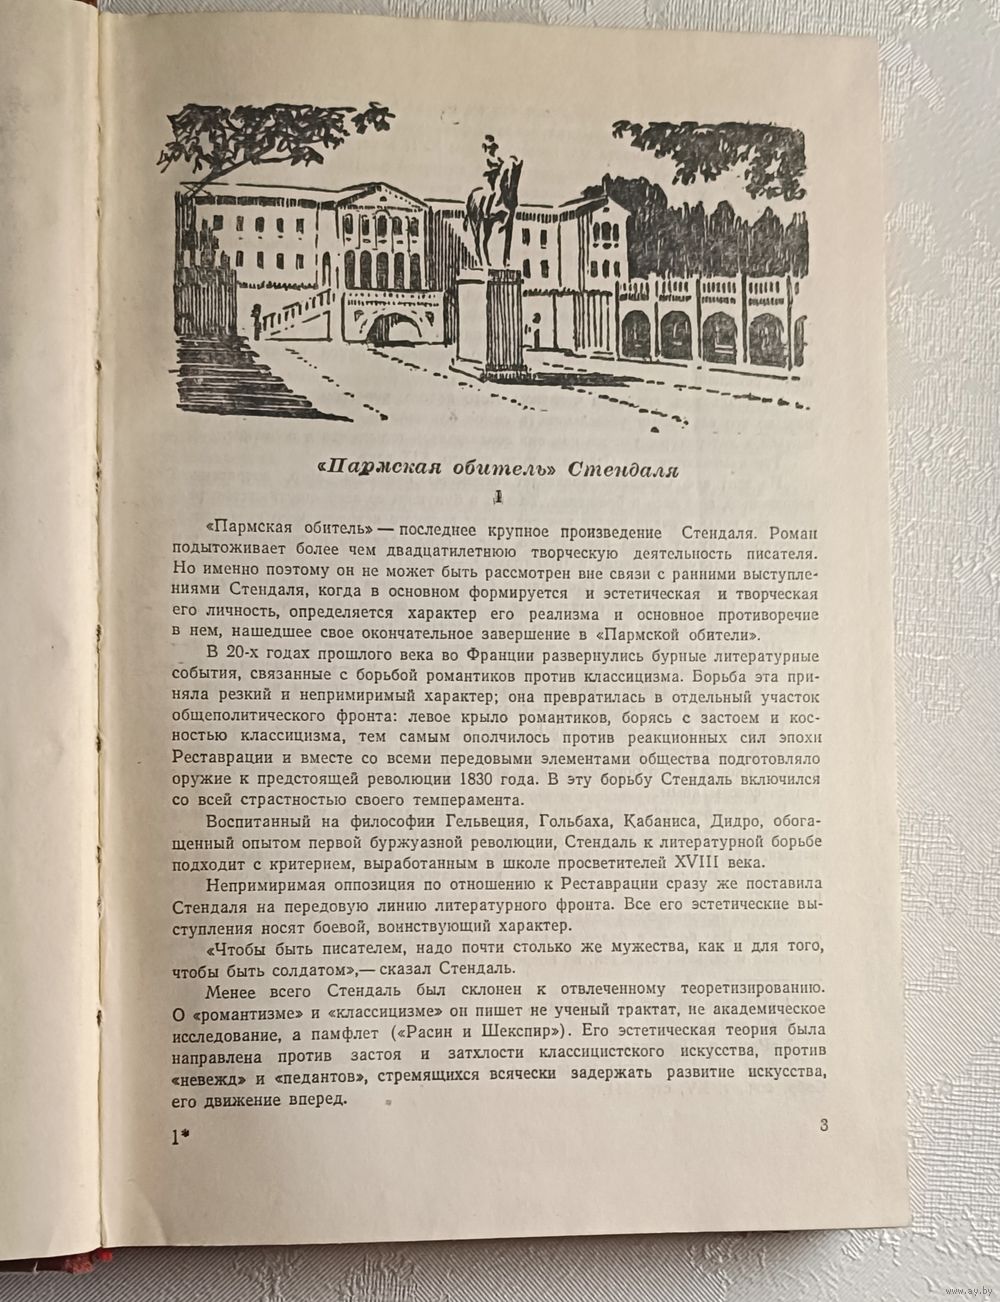 «Пармская обитель» Стендаля
1
«Пармская обитель» — последнее крупное произведение Стендаля. Роман
подытоживает более чем двадцатилетнюю творческую деятельность писателя.
Но именно поэтому он не может быть рассмотрен вне связи с ранними выступле-
ниями Стендаля, когда в основном формируется и эстетическая и творческая
его личность, определяется характер его реализма и основное противоречие
в нем, нашедшее свое окончательное завершение в «Пармской обители».
В 20-х годах прошлого века во Франции развернулись бурные литературные
события, связанные с борьбой романтиков против классицизма. Борьба эта при-
няла резкий и непримиримый характер; она превратилась в отдельный участок
общеполитического фронта: левое крыло романтиков, борясь с застоем и кос-
ностью классицизма, тем самым ополчилось против реакционных сил эпохи
Реставрации и вместе со всеми передовыми элементами общества подготовляло
оружие к предстоящей революции 1830 года. В эту борьбу Стендаль включился
со всей страстностью своего темперамента.
Воспитанный на философии Гельвеция, Гольбаха, Кабаниса, Дидро, обога-
щенный опытом первой буржуазной революции, Стендаль к литературной борьбе
подходит с критерием, выработанным в школе просветителей XVIII века.
Непримиримая оппозиция по отношению к Реставрации сразу же поставила
Стендаля на передовую линию литературного фронта. Все его эстетические вы-
ступления носят боевой, воинствующий характер.
«Чтобы быть писателем, надо почти столько же мужества, как и для того,
чтобы быть солдатом»,— сказал Стендаль.
Менее всего Стендаль был склонен к отвлеченному теоретизированию.
О «романтизме» и «классицизме» он пишет не ученый трактат, не академическое
исследование, а памфлет («Расин и Шекспир»). Его эстетическая теория была
направлена против застоя и затхлости классицистского искусства, против
«невежд» и «педантов», стремящихся всячески задержать развитие искусства,
его движение вперед.
1*
3
www.ay.by